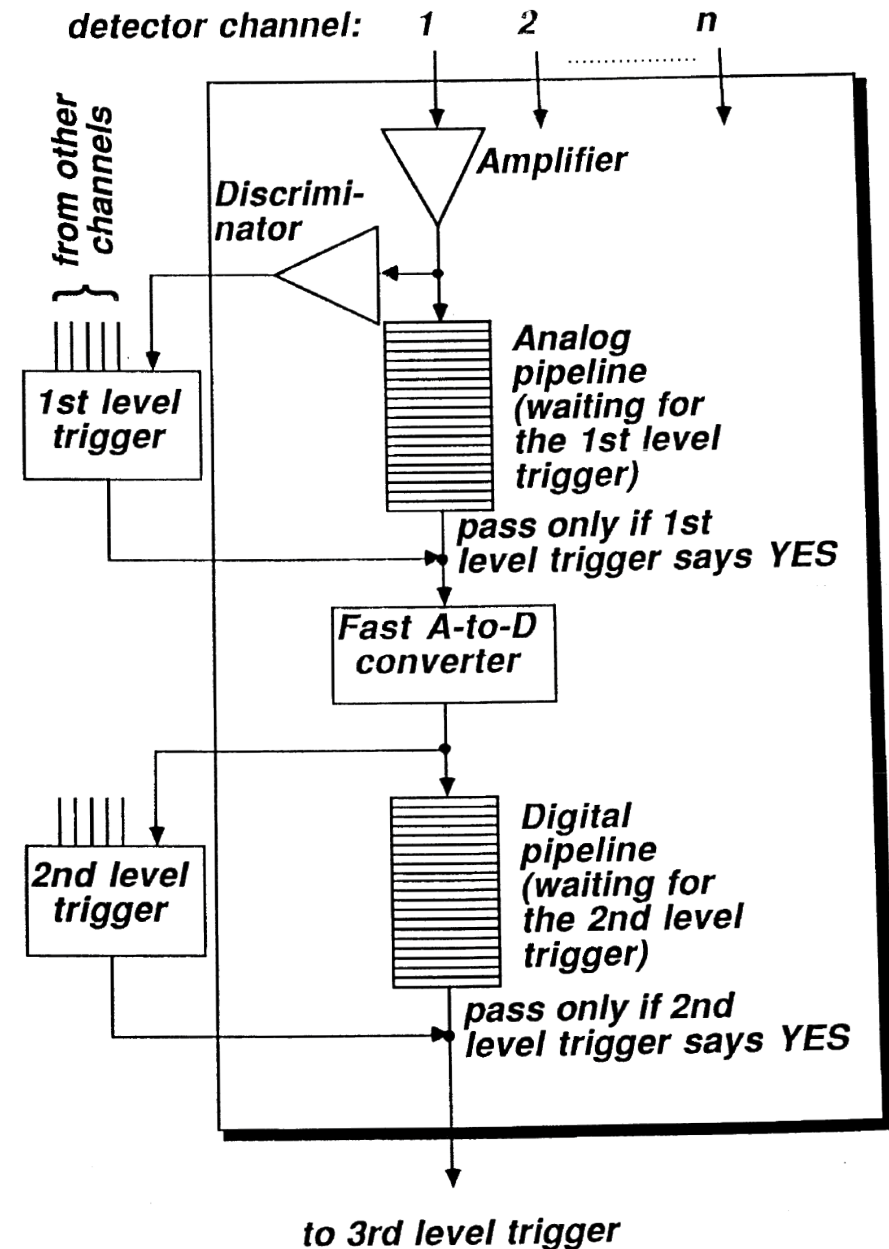 detector channel: 1 2 n
from other
channels
Amplifier
Discrimi-
nator
Analog
pipeline
(waiting for
the 1st level
trigger)
1st level
trigger
pass only if 1st
level trigger says YES
Fast A-to-D
converter
Digital
pipeline
(waiting for
the 2nd level
trigger)
2nd level
trigger
pass only if 2nd
level trigger says YES
to 3rd level trigger